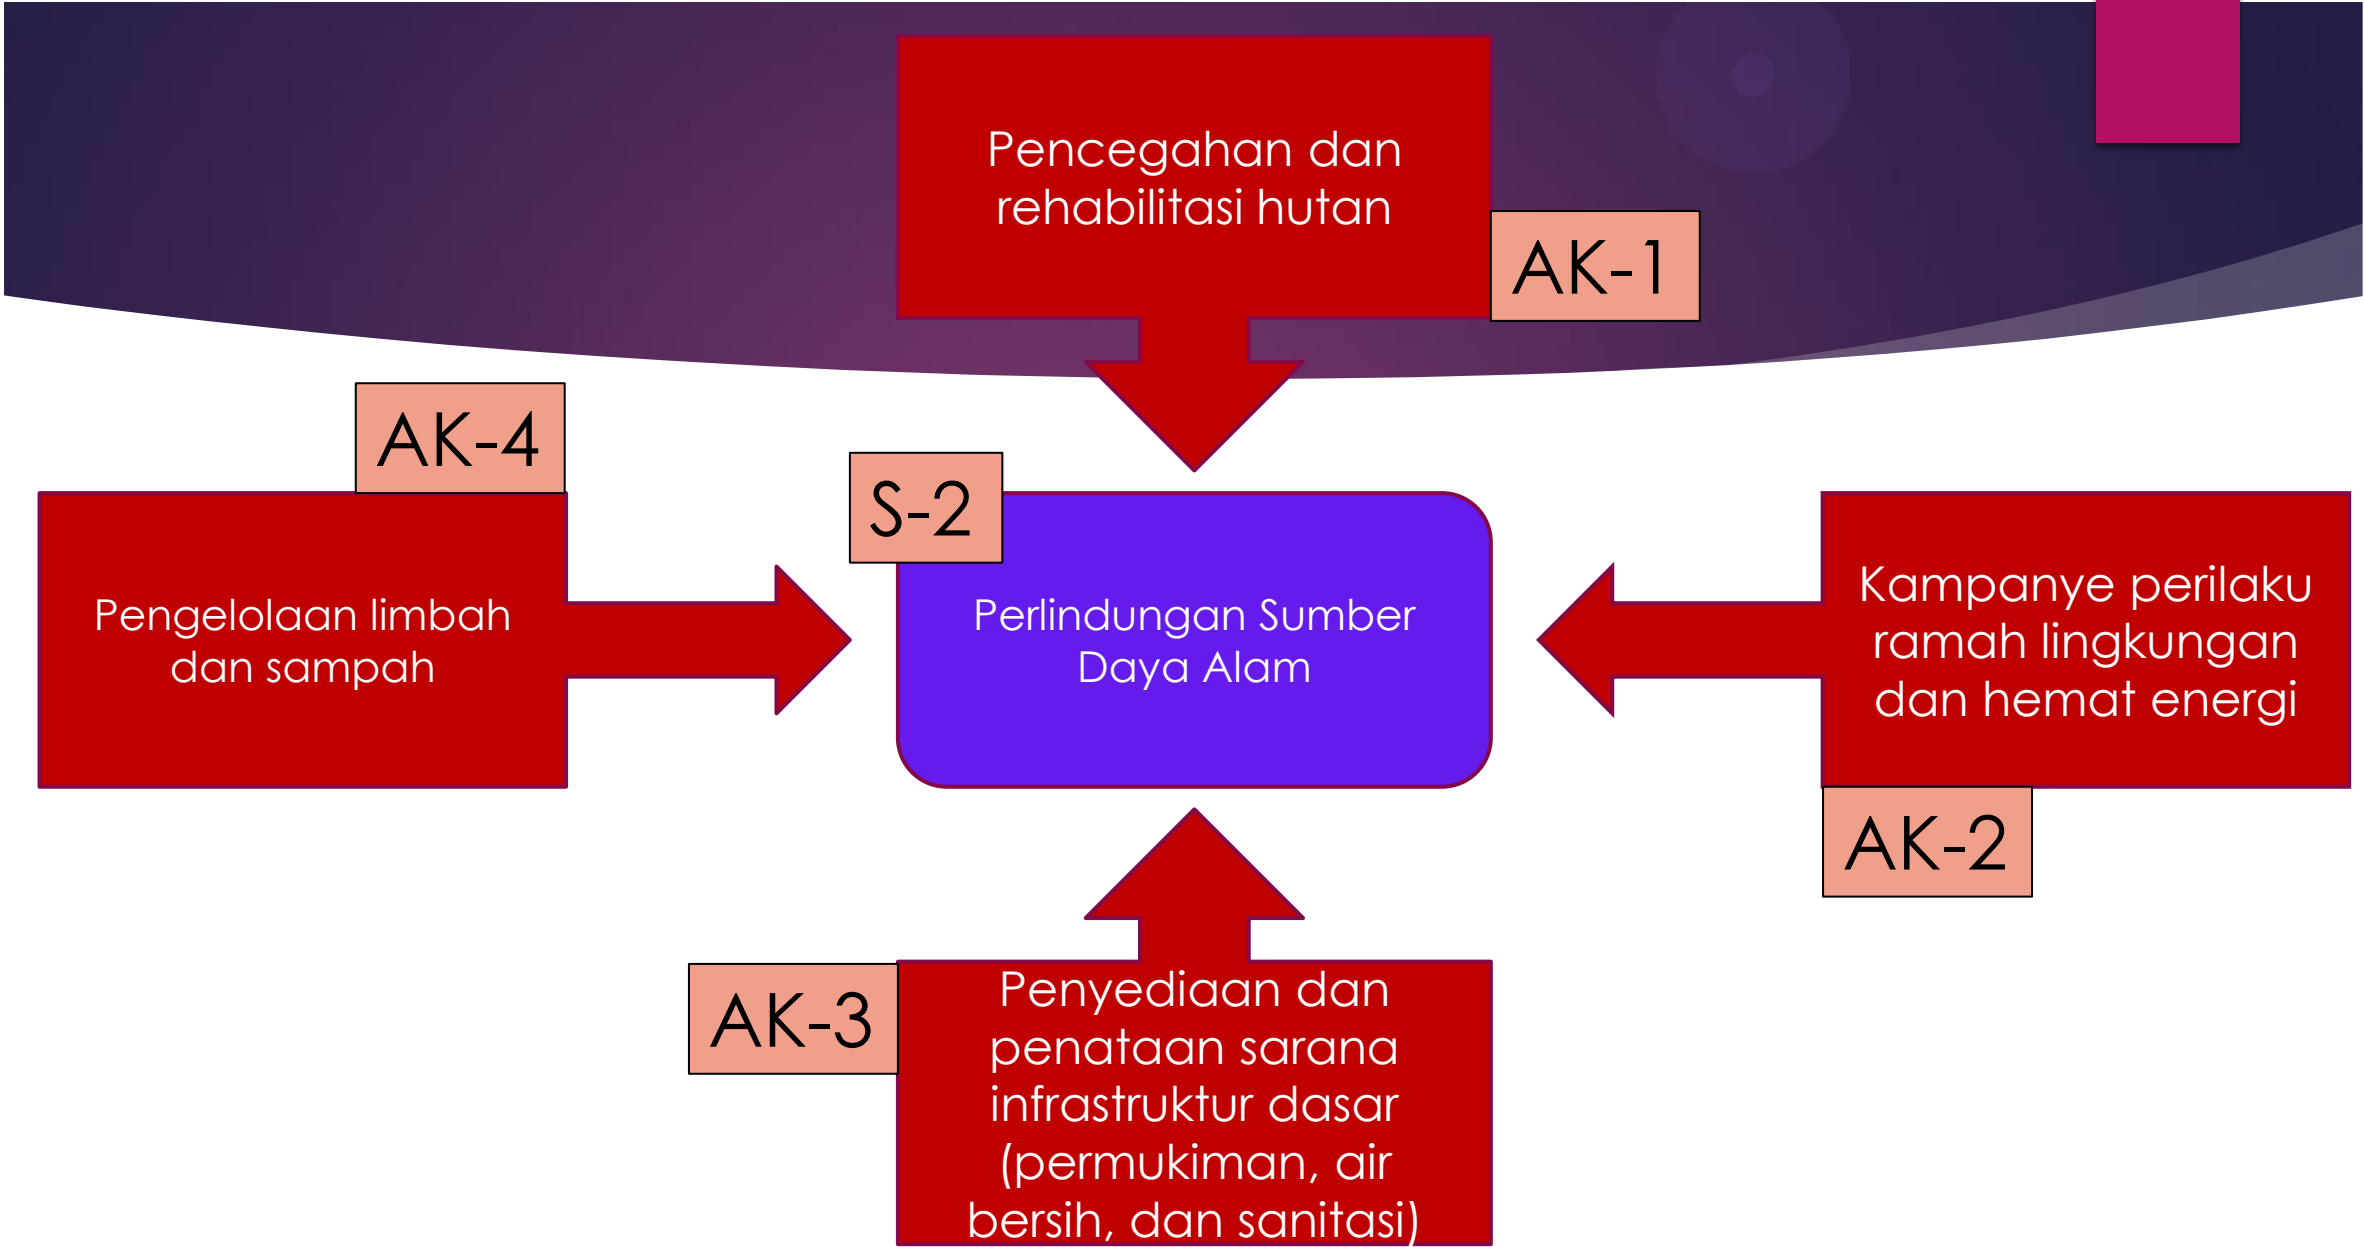 Pencegahan dan
rehabilitasi hutan
AK-1
AK-4
Pengelolaan limbah
dan sampah
S-2
Perlindungan Sumber
Daya Alam
Kampanye perilaku
ramah lingkungan
dan hemat energi
AK-2
AK-3
Penyediaan dan
penataan sarana
infrastruktur dasar
(permukiman, air
bersih, dan sanitasi)